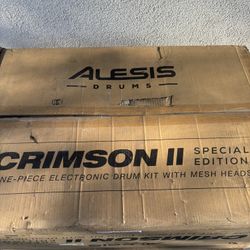 ALESIS
DRUMS
CRIMSON II SPECIAL
EDITION
NE-PIECE ELECTRONIC DRUM KIT WITH MESH HEADS